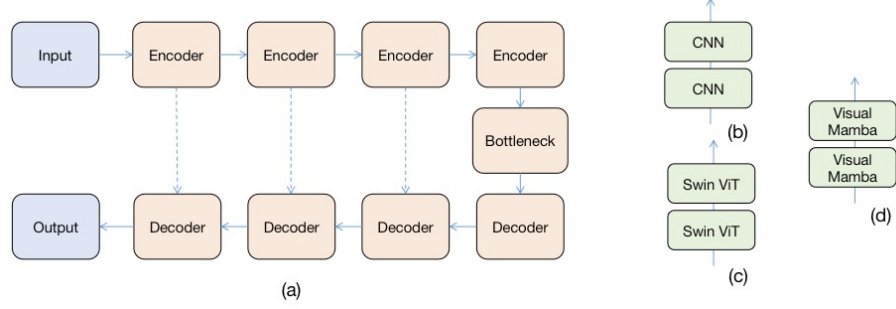 Input
Encoder
Encoder
Encoder
Encoder
Bottleneck
Output
Decoder
Decoder
Decoder
Decoder
(a)
CNN
CNN
(b)
Swin ViT
Swin ViT
(c)
Visual
Mamba
Visual
Mamba
(d)